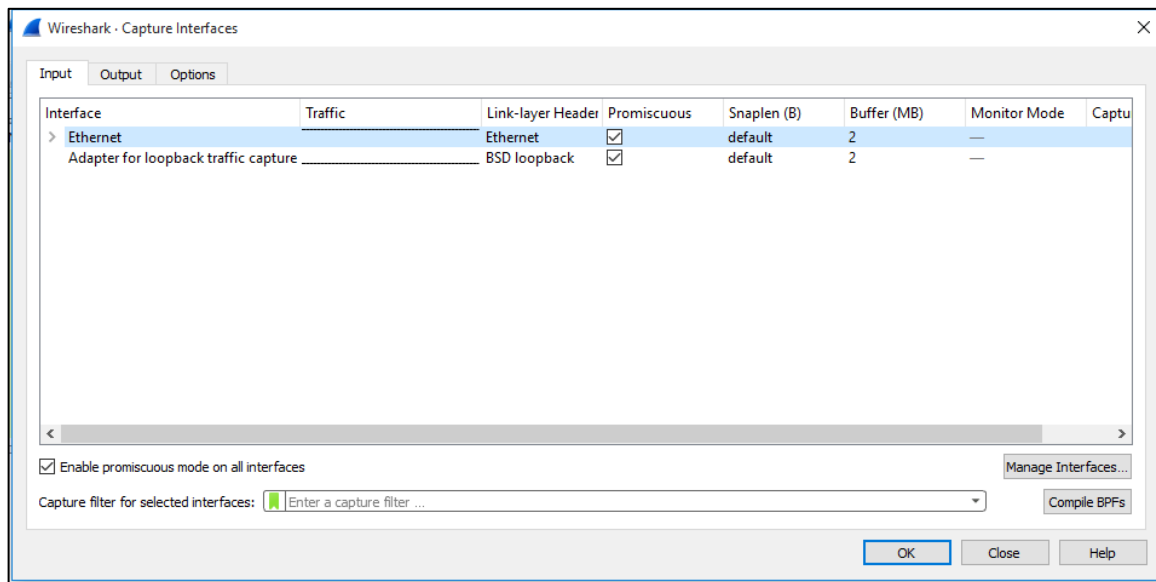 Wireshark · Capture Interfaces
Input Output Options
Interface Traffic Link-layer Header Promiscuous Snaplen (B) Buffer (MB) Monitor Mode Captu
Ethernet Ethernet default 2 —
Adapter for loopback traffic capture BSD loopback default 2 —
Enable promiscuous mode on all interfaces
Manage Interfaces...
Capture filter for selected interfaces: Enter a capture filter ... Compile BPFs
OK Close Help